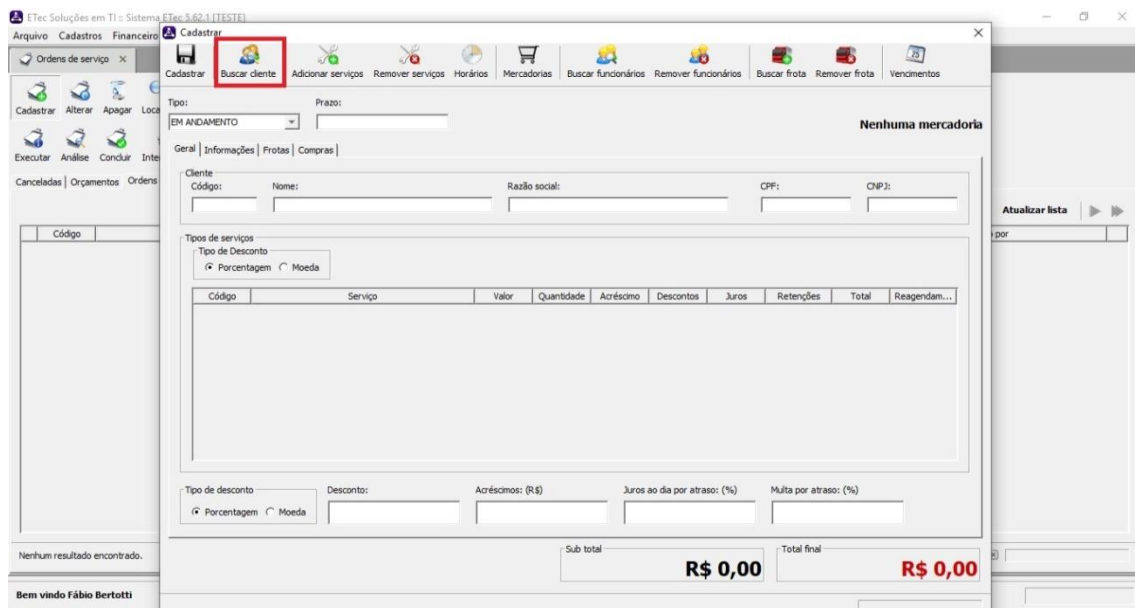 ETec Soluções em TI :: Sistema ETec 5.62.1 [TESTE]
Arquivo Cadastros Financeiro
Cadastrar
Ordens de serviço
Cadastrar Buscar cliente Adicionar serviços Remover serviços Horários Mercadorias Buscar funcionários Remover funcionários Buscar frota Remover frota Vencimentos
Cadastrar Alterar Apagar Loca
Tipo: Prazo:
EM ANDAMENTO
Nenhuma mercadoria
Executar Análise Concluir Inte
Geral Informações Frotas Compras
Canceladas Orçamentos Ordens
Cliente
Código: Nome: Razão social: CPF: CNPJ:
Atualizar lista
Código
por
Tipos de serviços
Tipo de Desconto
Porcentagem Moeda
Código Serviço Valor Quantidade Acréscimo Descontos Juros Retenções Total Reagendam...
Tipo de desconto Desconto: Acréscimos: (R$) Juros ao dia por atraso: (%) Multa por atraso: (%)
Porcentagem Moeda
Nenhum resultado encontrado.
Sub total Total final
R$ 0,00 R$ 0,00
Bem vindo Fábio Bertotti